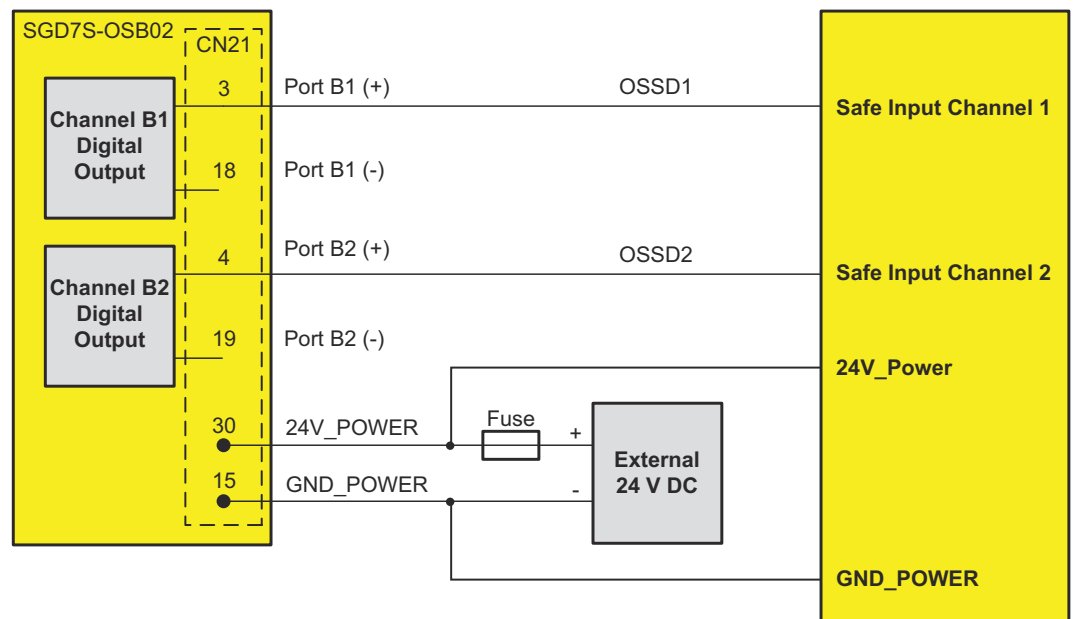 SGD7S-OSB02
CN21
3
Port B1 (+)
OSSD1
Safe Input Channel 1
Channel B1
Digital
Output
18
Port B1 (-)
4
Port B2 (+)
OSSD2
Safe Input Channel 2
Channel B2
Digital
Output
19
Port B2 (-)
24V_Power
30
24V_POWER
Fuse
+
External
24 V DC
15
GND_POWER
-
GND_POWER